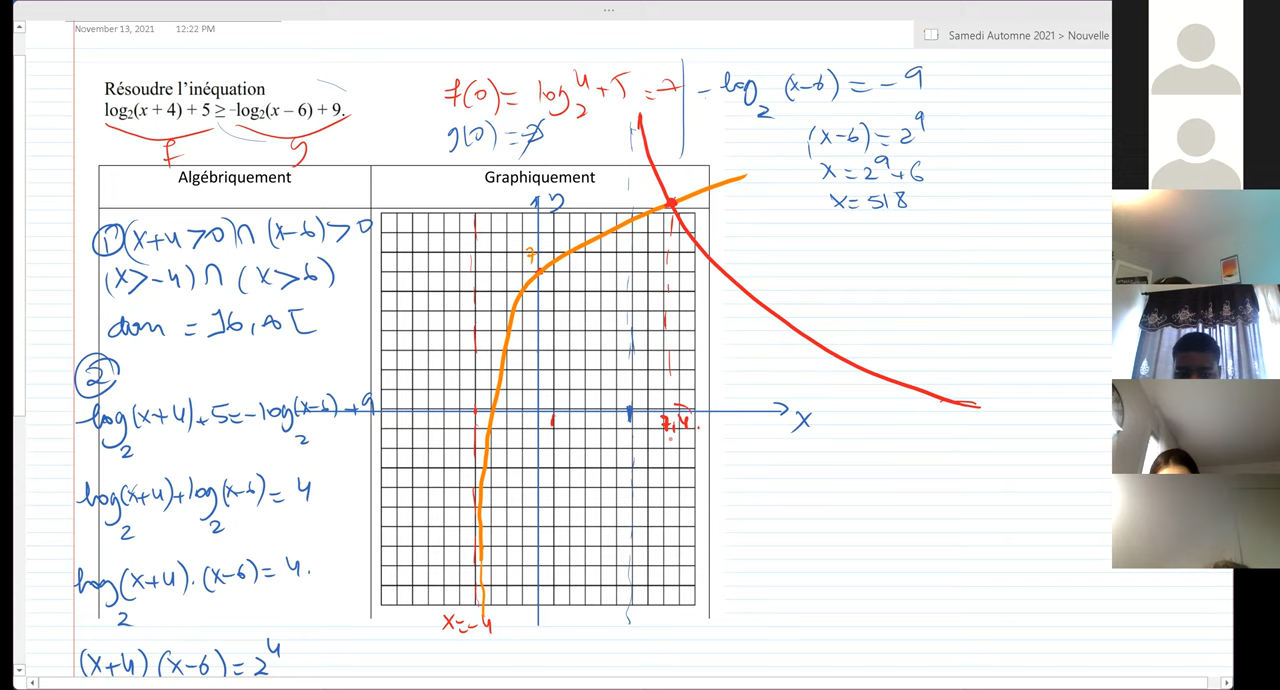 November 13, 2021 12:22 PM
Samedi Automne 2021 > Nouvelle
Résoudre l'inéquation
log₂(x + 4) + 5 ≥ -log₂(x – 6) + 9.
f g
f(0) = log₂4 + 5 = 7
g(0) =
- log₂ (x-6) = -9
(x-6) = 2⁹
x = 2⁹ + 6
x = 518
Algébriquement
Graphiquement
① (x+4 > 0) ∩ (x-6) > 0
(x > -4) ∩ (x > 6)
dom = ]6, ∞ [
②
log₂(x+4) + 5 = -log₂(x-6) + 9
log₂(x+4) + log₂(x-6) = 4
log₂(x+4) · (x-6) = 4.
(x+4) (x-6) = 2⁴
y
7
1
7,4
x
x = -4